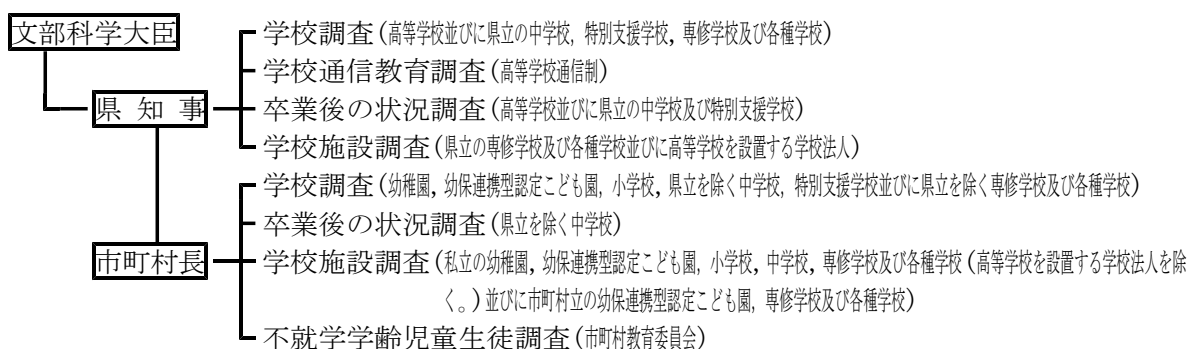 文部科学大臣
学校調査(高等学校並びに県立の中学校, 特別支援学校, 専修学校及び各種学校)
学校通信教育調査(高等学校通信制)
県 知 事
卒業後の状況調査(高等学校並びに県立の中学校及び特別支援学校)
学校施設調査(県立の専修学校及び各種学校並びに高等学校を設置する学校法人)
学校調査(幼稚園, 幼保連携型認定こども園, 小学校, 県立を除く中学校, 特別支援学校並びに県立を除く専修学校及び各種学校)
卒業後の状況調査(県立を除く中学校)
市町村長
学校施設調査(私立の幼稚園, 幼保連携型認定こども園, 小学校, 中学校, 専修学校及び各種学校(高等学校を設置する学校法人を除
く。)並びに市町村立の幼保連携型認定こども園, 専修学校及び各種学校)
不就学学齢児童生徒調査(市町村教育委員会)